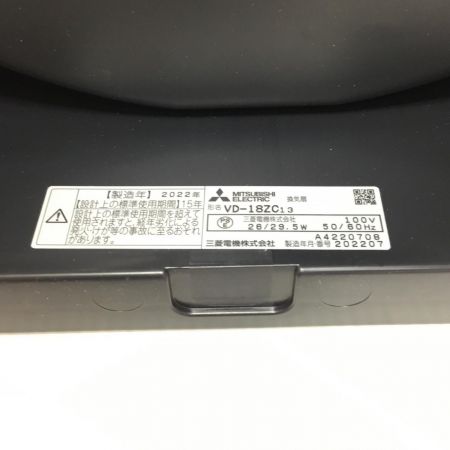 【製造年】2022年
【設計上の標準使用期間】15年
設計上の標準使用期間を超えて
使用されますと、経年劣化による
発火・けが等の事故に至るおそれ
があります。
MITSUBISHI
ELECTRIC
換気扇
形名 VD-18ZC13
PS
E
三菱電機株式会社 100V
26/29.5W 50/60Hz
A4220708
三菱電機株式会社 製造年月・番号 202207